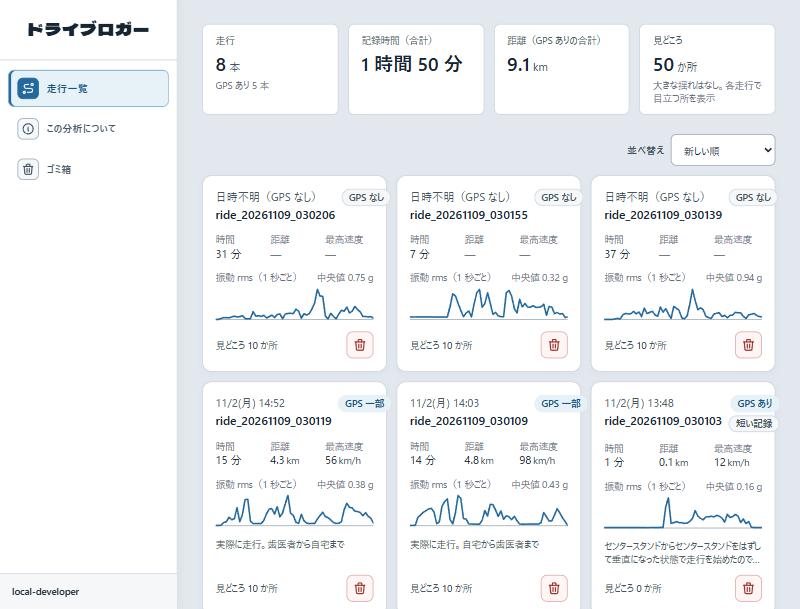 ドライブロガー
走行一覧
この分析について
ゴミ箱
local-developer
走行
8 本
GPS あり 5 本
記録時間（合計）
1 時間 50 分
距離（GPS ありの合計）
9.1 km
見どころ
50 か所
大きな揺れはなし。各走行で
目立つ所を表示
並べ替え
新しい順
日時不明（GPS なし）
GPS なし
ride_20261109_030206
時間 距離 最高速度
31 分 — —
振動 rms（1 秒ごと） 中央値 0.75 g
見どころ 10 か所
日時不明（GPS なし）
GPS なし
ride_20261109_030155
時間 距離 最高速度
7 分 — —
振動 rms（1 秒ごと） 中央値 0.32 g
見どころ 10 か所
日時不明（GPS なし）
GPS なし
ride_20261109_030139
時間 距離 最高速度
37 分 — —
振動 rms（1 秒ごと） 中央値 0.94 g
見どころ 10 か所
11/2(月) 14:52
GPS 一部
ride_20261109_030119
時間 距離 最高速度
15 分 4.3 km 56 km/h
振動 rms（1 秒ごと） 中央値 0.38 g
実際に走行。歯医者から自宅まで
見どころ 10 か所
11/2(月) 14:03
GPS 一部
ride_20261109_030109
時間 距離 最高速度
14 分 4.8 km 98 km/h
振動 rms（1 秒ごと） 中央値 0.43 g
実際に走行。自宅から歯医者まで
見どころ 10 か所
11/2(月) 13:48
GPS あり
ride_20261109_030103
短い記録
時間 距離 最高速度
1 分 0.1 km 12 km/h
振動 rms（1 秒ごと） 中央値 0.16 g
センタースタンドからセンタースタンドをはずし
て垂直になった状態で走行を始めたので...
見どころ 0 か所